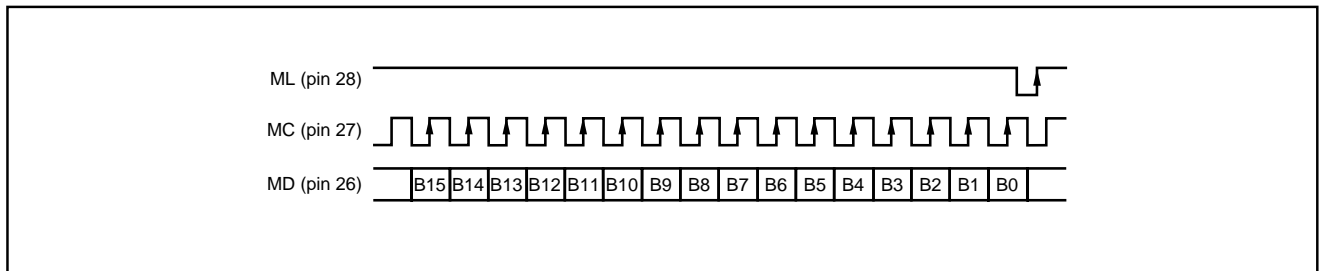 ML (pin 28)
MC (pin 27)
MD (pin 26)
B15 B14 B13 B12 B11 B10 B9 B8 B7 B6 B5 B4 B3 B2 B1 B0